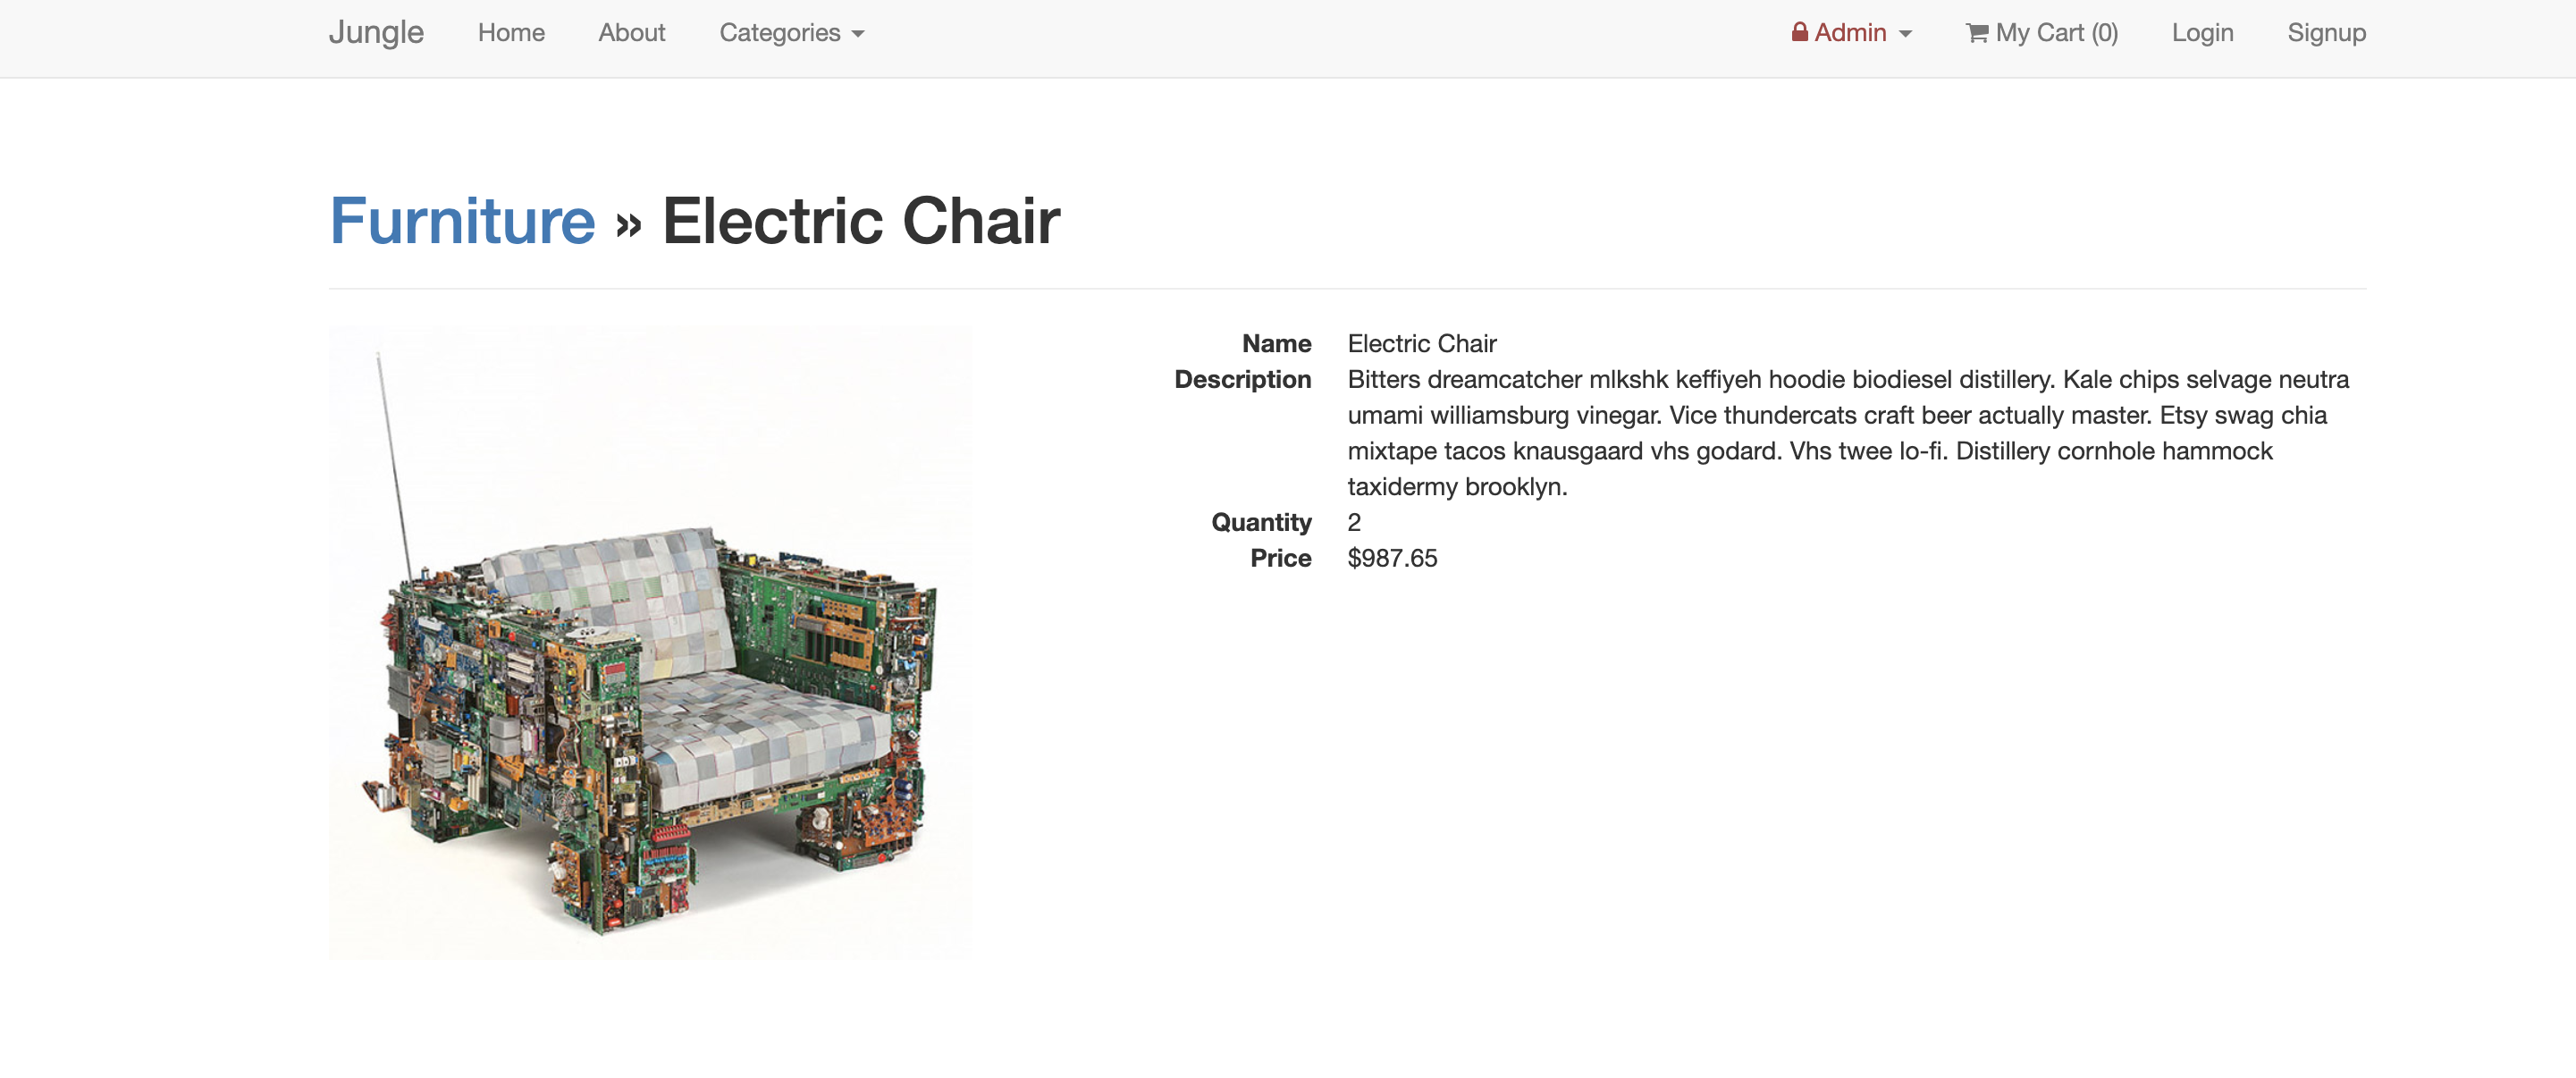 Jungle Home About Categories Admin My Cart (0) Login Signup
Furniture » Electric Chair
Name Electric Chair
Description Bitters dreamcatcher mlkshk keffiyeh hoodie biodiesel distillery. Kale chips selvage neutra
umami williamsburg vinegar. Vice thundercats craft beer actually master. Etsy swag chia
mixtape tacos knausgaard vhs godard. Vhs twee lo-fi. Distillery cornhole hammock
taxidermy brooklyn.
Quantity 2
Price $987.65